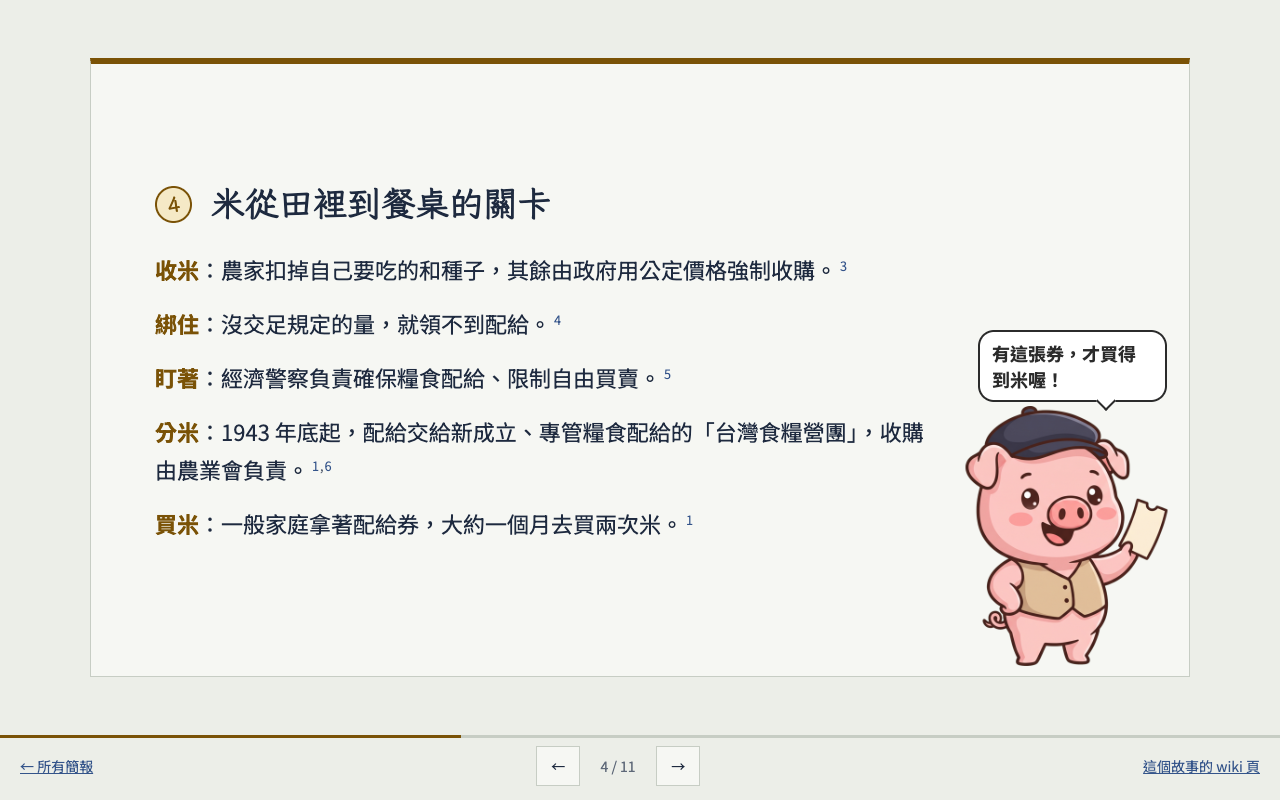 4 米從田裡到餐桌的關卡
收米：農家扣掉自己要吃的和種子，其餘由政府用公定價格強制收購。3
綁住：沒交足規定的量，就領不到配給。4
盯著：經濟警察負責確保糧食配給、限制自由買賣。5
分米：1943 年底起，配給交給新成立、專管糧食配給的「台灣食糧營團」，收購
由農業會負責。1,6
買米：一般家庭拿著配給券，大約一個月去買兩次米。1
有這張券，才買得
到米喔！
← 所有簡報
←
4 / 11
→
這個故事的 wiki 頁